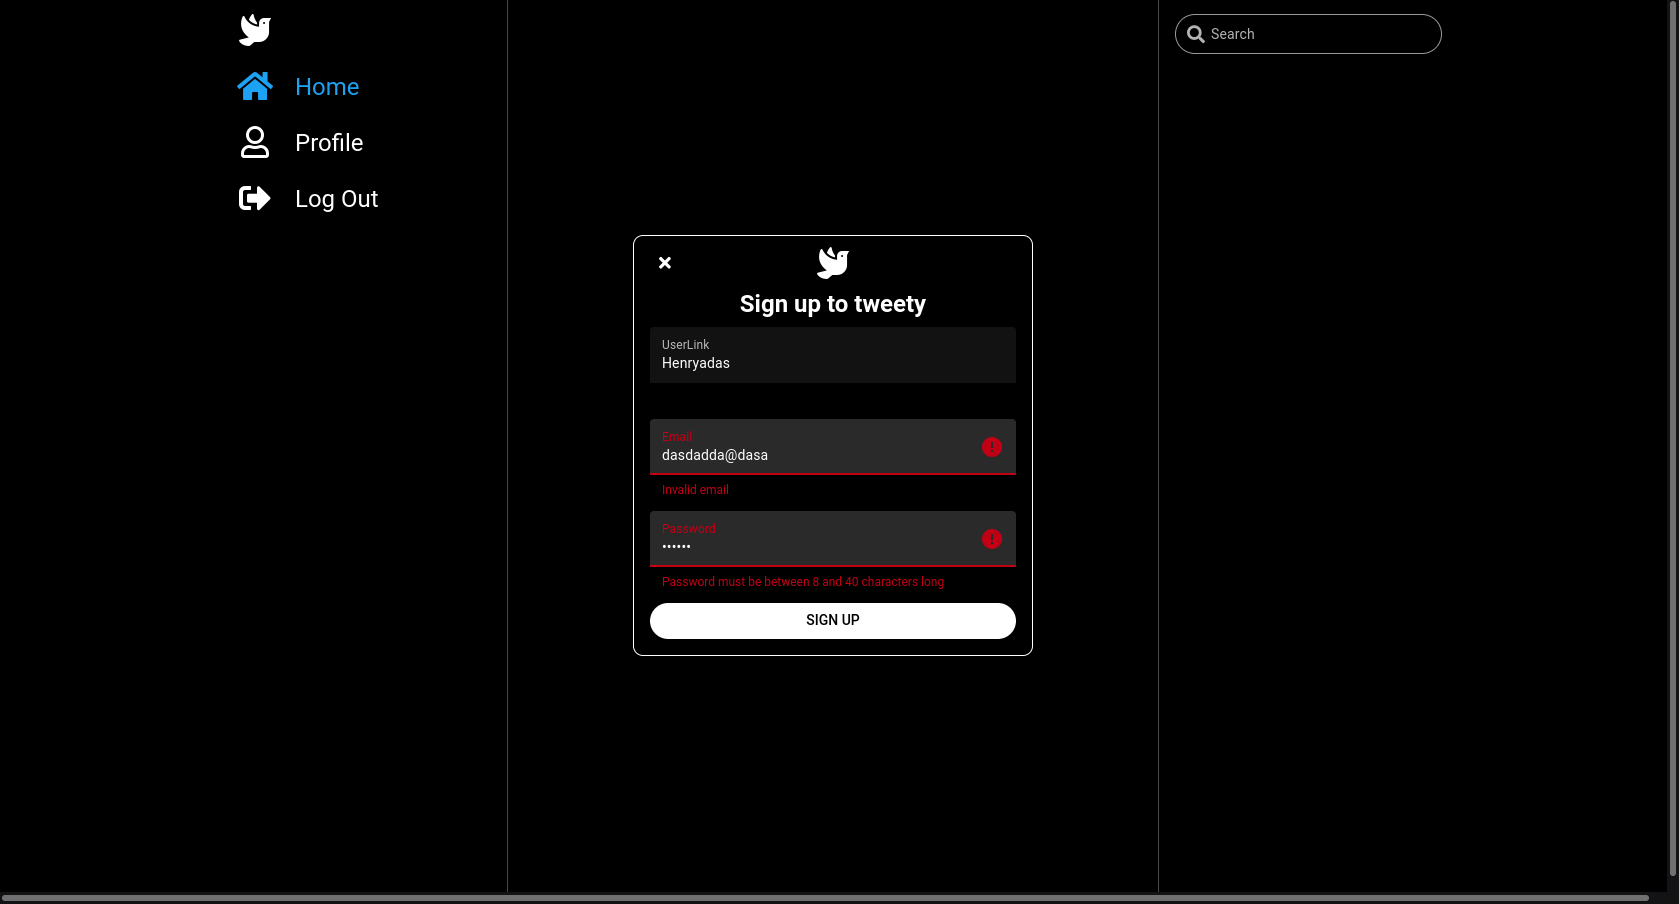 Home
Profile
Log Out
Sign up to tweety
UserLink
Henryadas
Email
dasdadda@dasa
Invalid email
Password
••••••
Password must be between 8 and 40 characters long
SIGN UP
Search